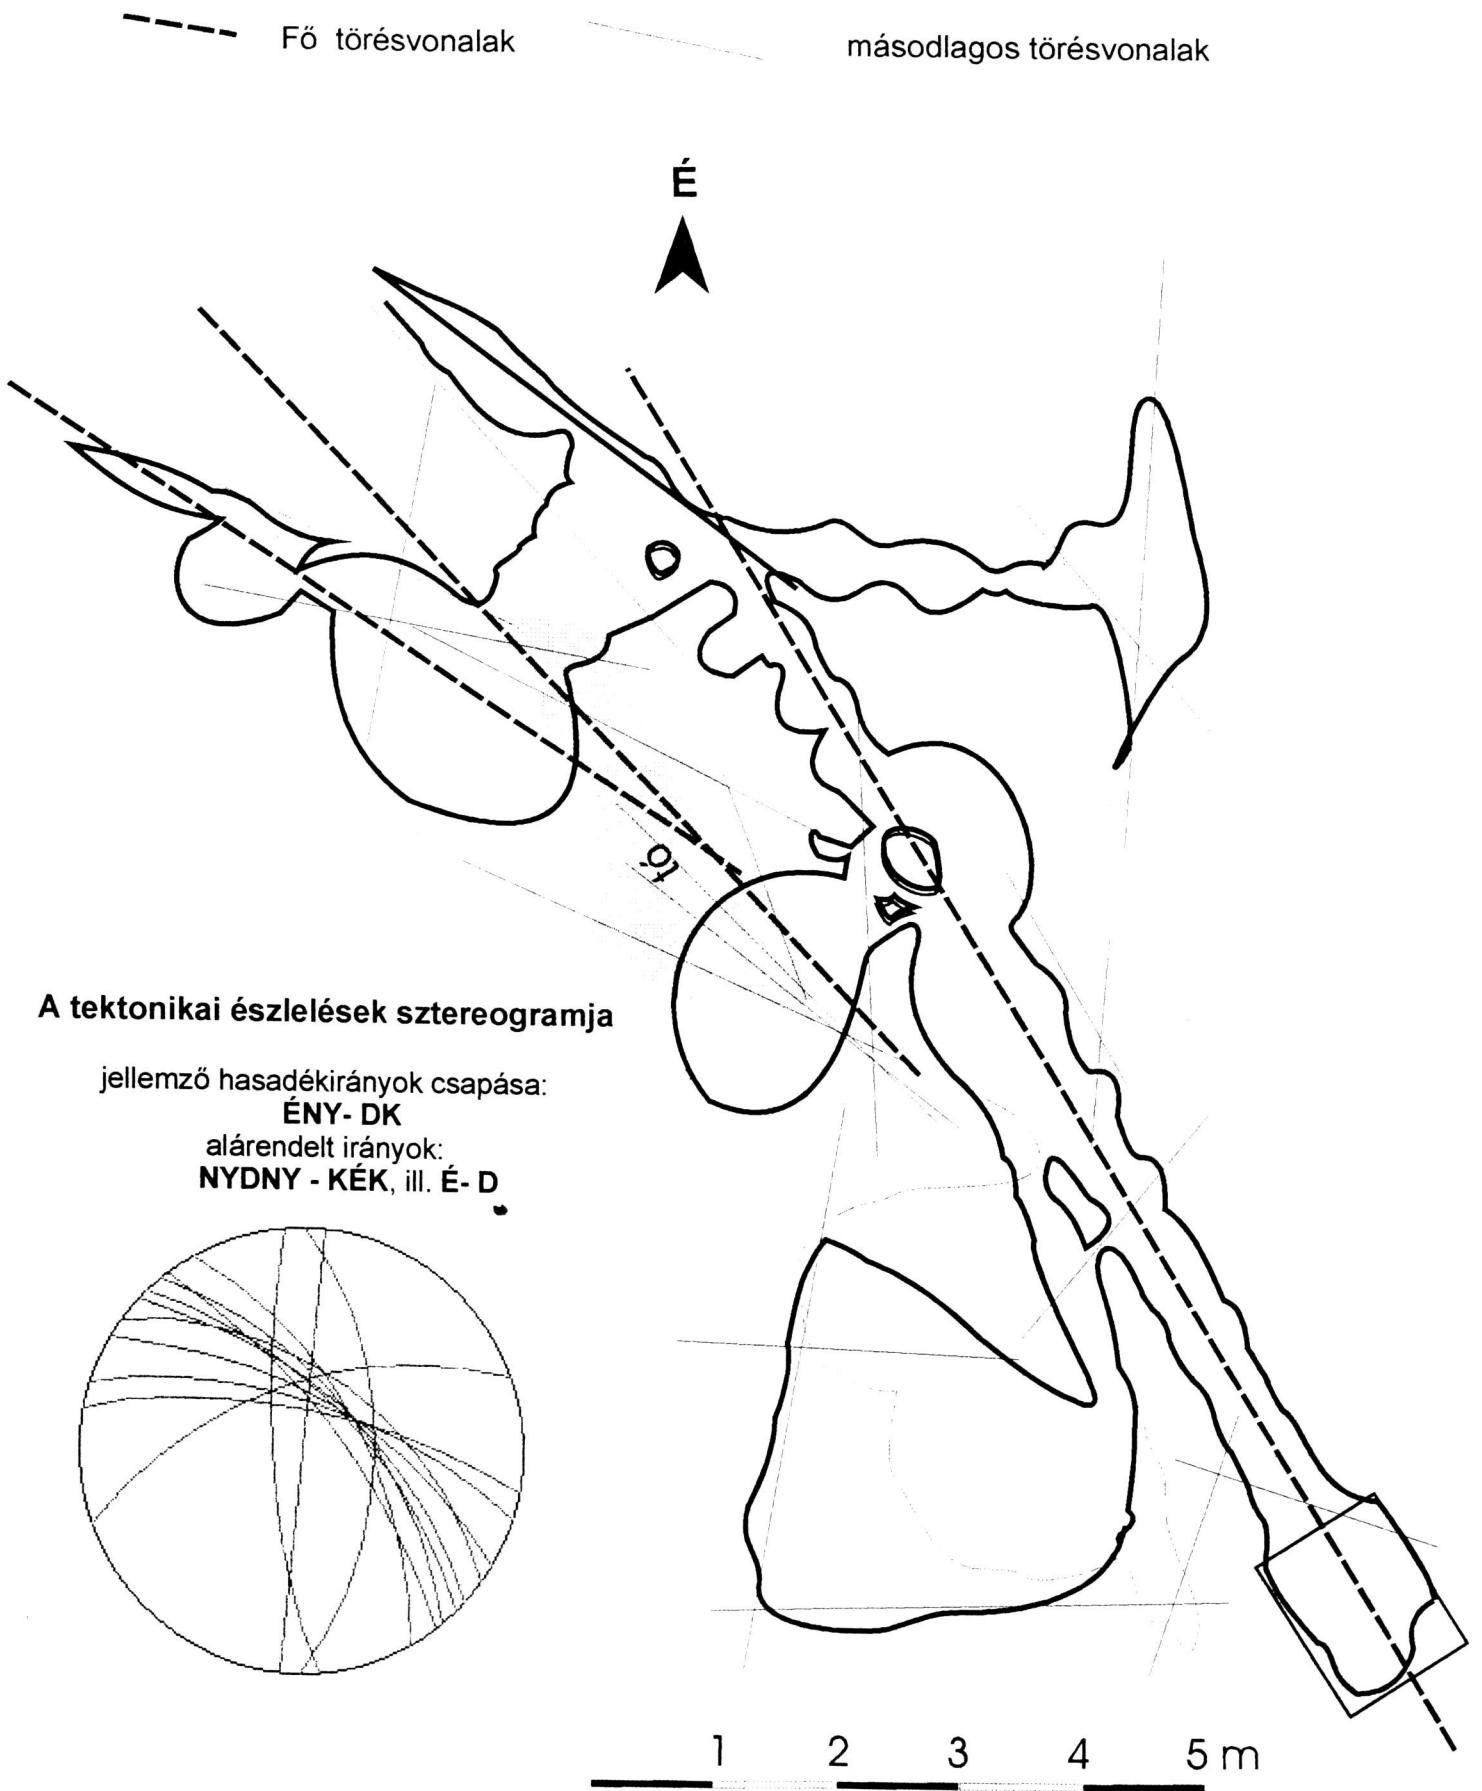 Fő törésvonalak
másodlagos törésvonalak
É
tó
A tektonikai észlelések sztereogramja
jellemző hasadékirányok csapása:
ÉNY- DK
alárendelt irányok:
NYDNY - KÉK, ill. É- D
1 2 3 4 5 m